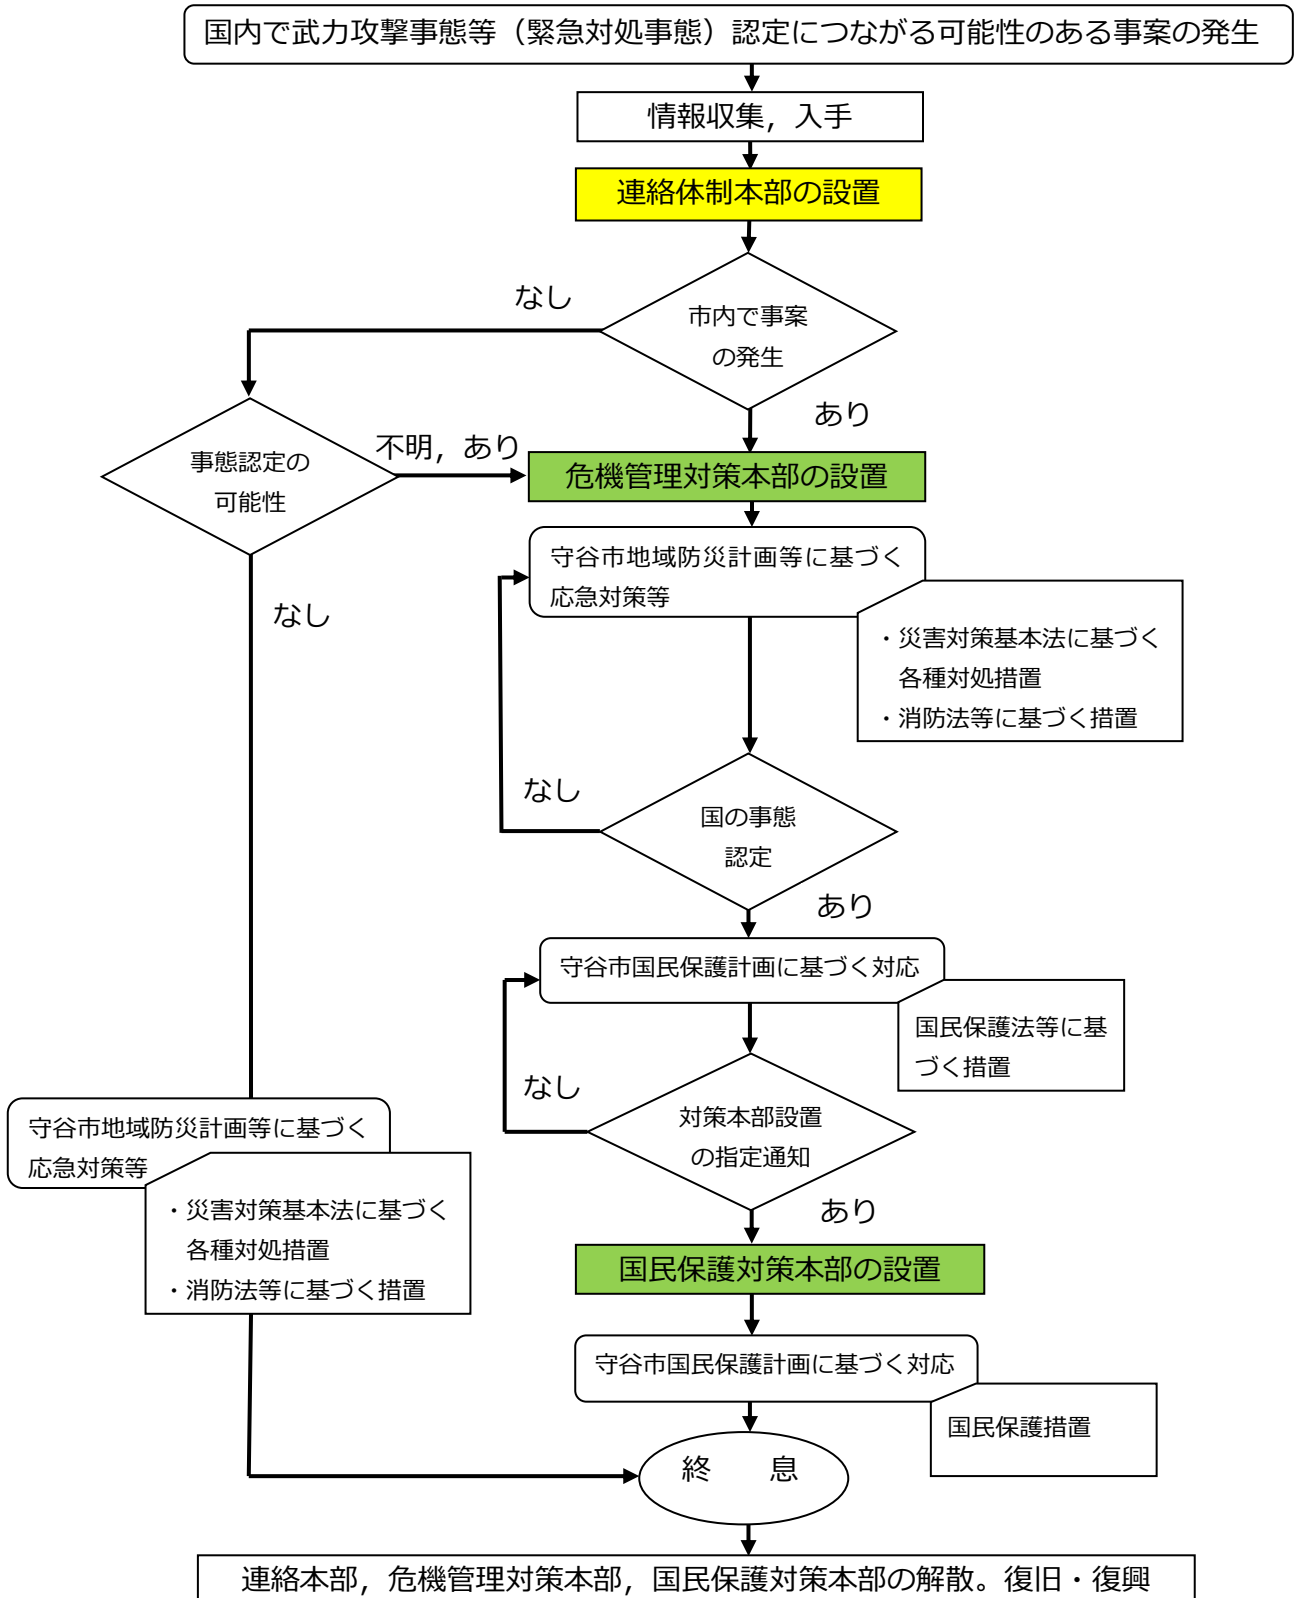 国内で武力攻撃事態等（緊急対処事態）認定につながる可能性のある事案の発生
情報収集，入手
連絡体制本部の設置
なし
市内で事案
の発生
あり
事態認定の
可能性
不明，あり
危機管理対策本部の設置
守谷市地域防災計画等に基づく
応急対策等
・災害対策基本法に基づく
各種対処措置
・消防法等に基づく措置
なし
なし
国の事態
認定
あり
守谷市国民保護計画に基づく対応
国民保護法等に基
づく措置
なし
対策本部設置
の指定通知
あり
守谷市地域防災計画等に基づく
応急対策等
・災害対策基本法に基づく
各種対処措置
・消防法等に基づく措置
国民保護対策本部の設置
守谷市国民保護計画に基づく対応
国民保護措置
終　　息
連絡本部，危機管理対策本部，国民保護対策本部の解散。復旧・復興